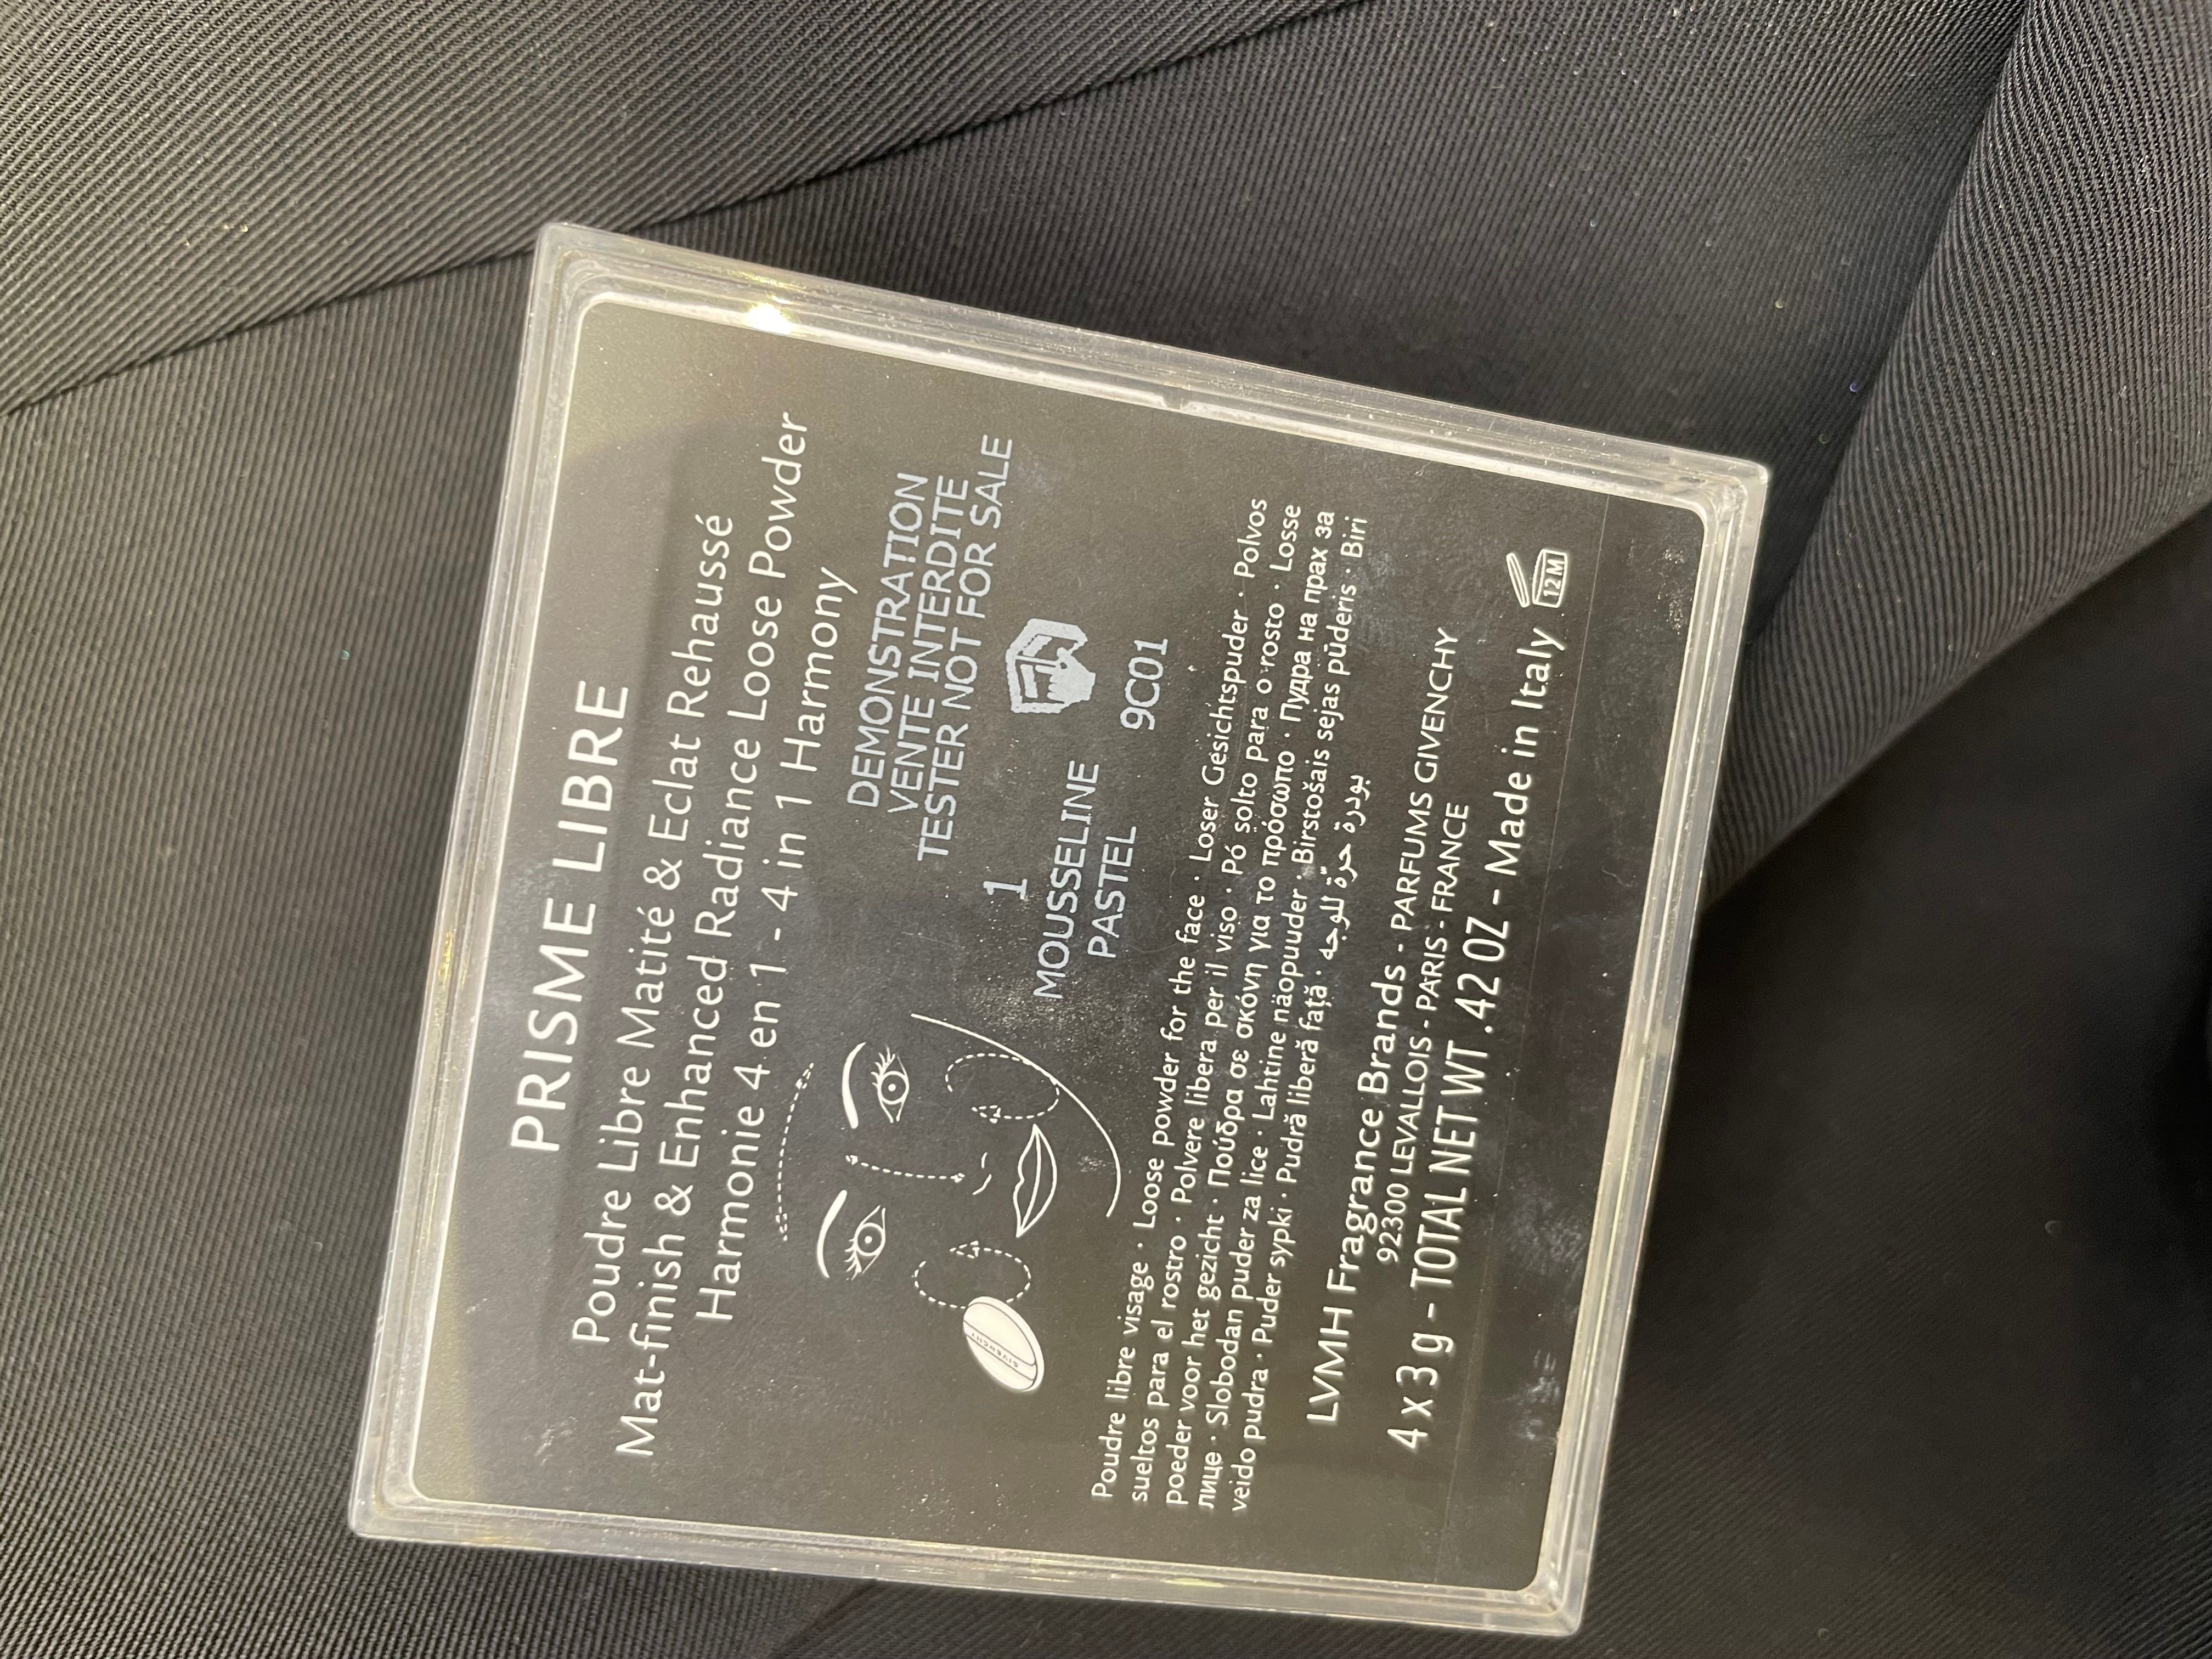 PRISME LIBRE
Poudre Libre Matité & Eclat Rehaussé
Mat-finish & Enhanced Radiance Loose Powder
Harmonie 4 en 1 - 4 in 1 Harmony
DEMONSTRATION
VENTE INTERDITE
TESTER NOT FOR SALE
1
MOUSSELINE
PASTEL
9C01
GIVENCHY
Poudre libre visage · Loose powder for the face · Loser Gesichtspuder · Polvos
sueltos para el rostro · Polvere libera per il viso · Pó solto para o rosto · Losse
poeder voor het gezicht · Πούδρα σε σκόνη για το πρόσωπο · Пудра на прах за
лице · Slobodan puder za lice · Lahtine näopuuder · Birstošais sejas pūderis · Biri
veido pudra · Puder sypki · Pudră liberă față · بودرة حرّة للوجه
LVMH Fragrance Brands - PARFUMS GIVENCHY
92300 LEVALLOIS - PARIS - FRANCE
4 x 3 g - TOTAL NET WT .42 OZ - Made in Italy
12M